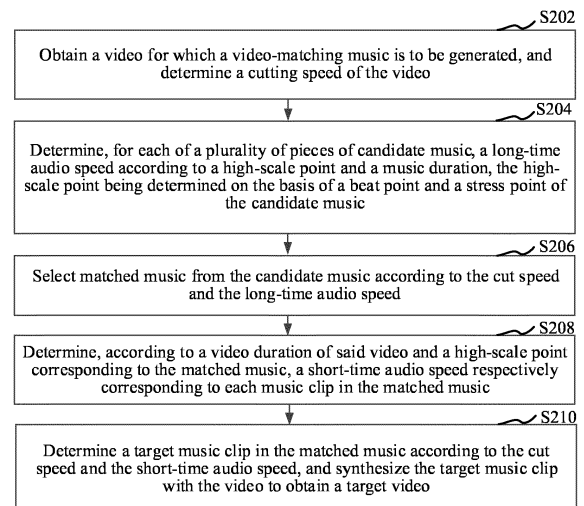 S202
Obtain a video for which a video-matching music is to be generated, and
determine a cutting speed of the video
S204
Determine, for each of a plurality of pieces of candidate music, a long-time
audio speed according to a high-scale point and a music duration, the high-
scale point being determined on the basis of a beat point and a stress point of
the candidate music
S206
Select matched music from the candidate music according to the cut speed
and the long-time audio speed
S208
Determine, according to a video duration of said video and a high-scale point
corresponding to the matched music, a short-time audio speed respectively
corresponding to each music clip in the matched music
S210
Determine a target music clip in the matched music according to the cut
speed and the short-time audio speed, and synthesize the target music clip
with the video to obtain a target video